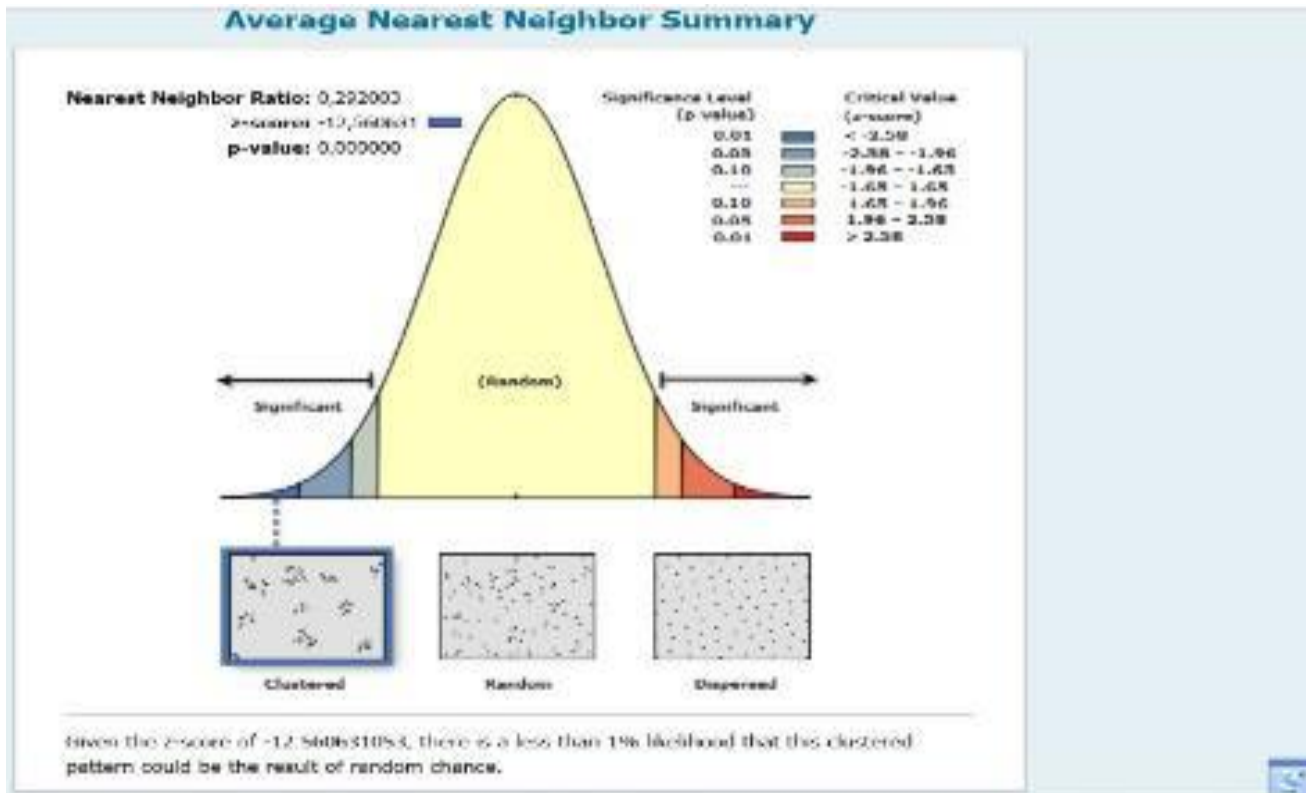 Average Nearest Neighbor Summary
Nearest Neighbor Ratio: 0,292003
z-score: -12,560631
p-value: 0,000000
Significance Level
(p value)
Critical Value
(z-score)
0.01 < -2.58
0.05 -2.58 – -1.96
0.10 -1.96 – -1.65
--- -1.65 – 1.65
0.10 1.65 – 1.96
0.05 1.96 – 2.58
0.01 > 2.58
(Random)
Significant
Significant
Clustered
Random
Dispersed
Given the z-score of -12.560631053, there is a less than 1% likelihood that this clustered
pattern could be the result of random chance.